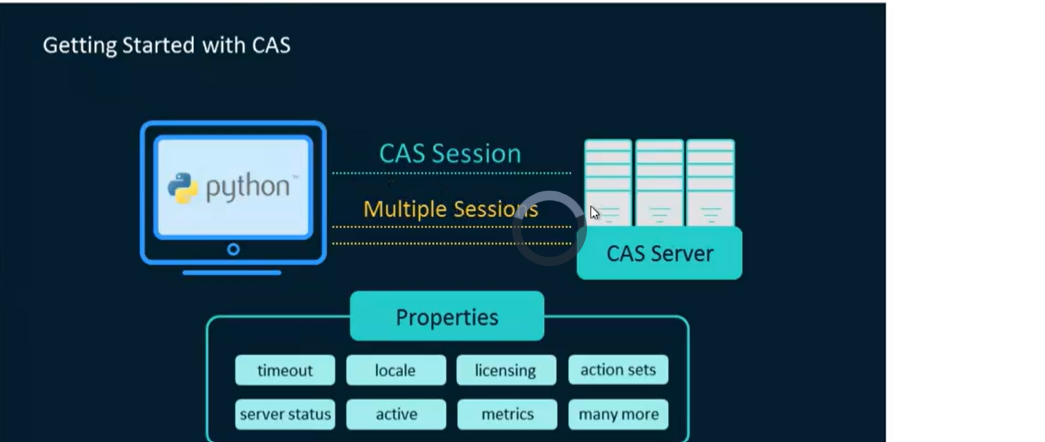 Getting Started with CAS
CAS Session
python™
Multiple Sessions
CAS Server
Properties
timeout locale licensing action sets
server status active metrics many more